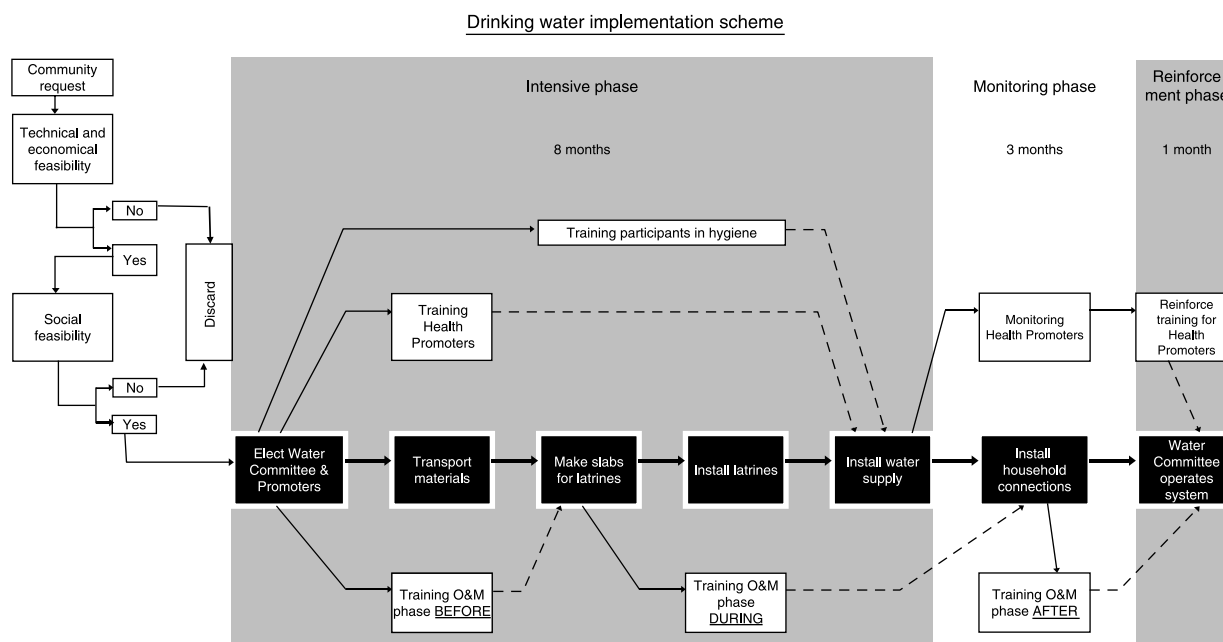 Drinking water implementation scheme
Community
request
Technical and
economical
feasibility
No
Yes
Social
feasibility
No
Yes
Discard
Intensive phase
8 months
Monitoring phase
3 months
Reinforce
ment phase
1 month
Training participants in hygiene
Training
Health
Promoters
Monitoring
Health Promoters
Reinforce
training for
Health
Promoters
Elect Water
Committee &
Promoters
Transport
materials
Make slabs
for latrines
Install latrines
Install water
supply
Install
household
connections
Water
Committee
operates
system
Training O&M
phase BEFORE
Training O&M
phase
DURING
Training O&M
phase AFTER